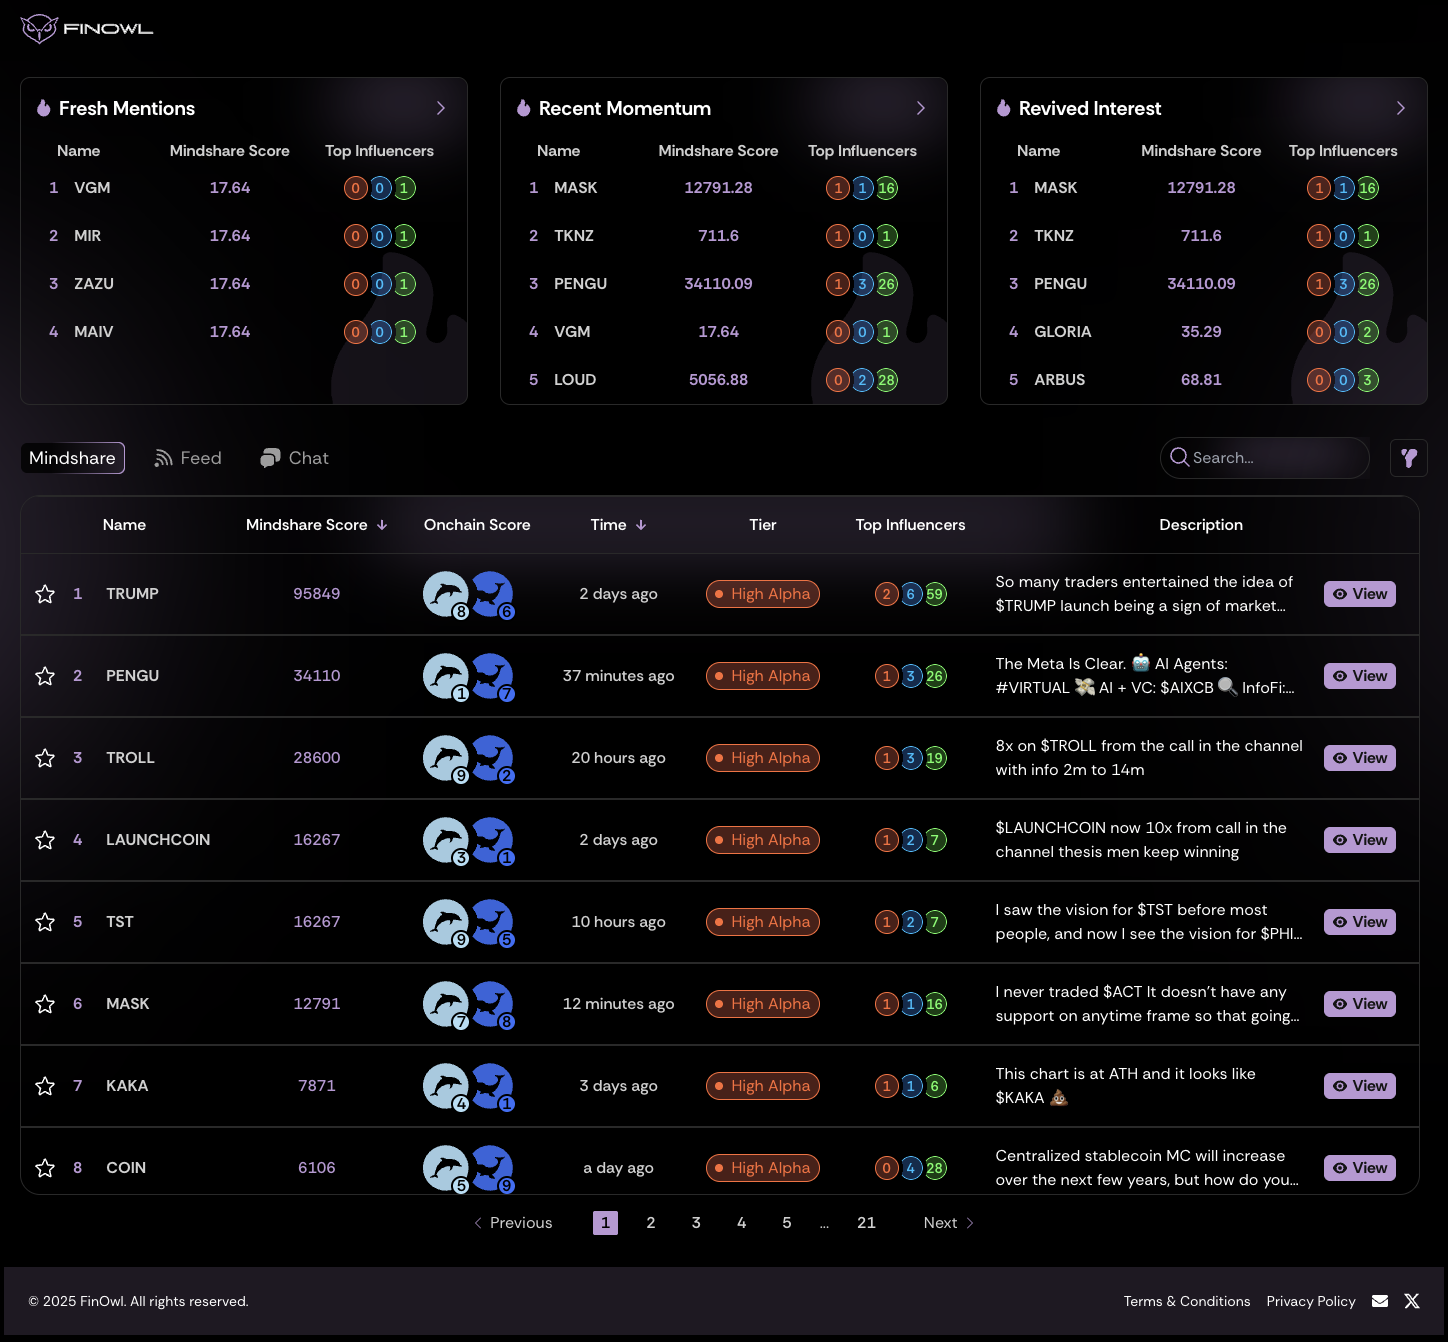 FINOWL
Fresh Mentions
Name Mindshare Score Top Influencers
1 VGM 17.64 0 0 1
2 MIR 17.64 0 0 1
3 ZAZU 17.64 0 0 1
4 MAIV 17.64 0 0 1
Recent Momentum
Name Mindshare Score Top Influencers
1 MASK 12791.28 1 1 16
2 TKNZ 711.6 1 0 1
3 PENGU 34110.09 1 3 26
4 VGM 17.64 0 0 1
5 LOUD 5056.88 0 2 28
Revived Interest
Name Mindshare Score Top Influencers
1 MASK 12791.28 1 1 16
2 TKNZ 711.6 1 0 1
3 PENGU 34110.09 1 3 26
4 GLORIA 35.29 0 0 2
5 ARBUS 68.81 0 0 3
Mindshare Feed Chat Search...
Name Mindshare Score Onchain Score Time Tier Top Influencers Description
1 TRUMP 95849 8 6 2 days ago High Alpha 2 6 59 So many traders entertained the idea of
$TRUMP launch being a sign of market... View
2 PENGU 34110 1 7 37 minutes ago High Alpha 1 3 26 The Meta Is Clear. 🤖 AI Agents:
#VIRTUAL 💸 AI + VC: $AIXCB 🔍 InfoFi:... View
3 TROLL 28600 9 2 20 hours ago High Alpha 1 3 19 8x on $TROLL from the call in the channel
with info 2m to 14m View
4 LAUNCHCOIN 16267 3 1 2 days ago High Alpha 1 2 7 $LAUNCHCOIN now 10x from call in the
channel thesis men keep winning View
5 TST 16267 9 5 10 hours ago High Alpha 1 2 7 I saw the vision for $TST before most
people, and now I see the vision for $PHI... View
6 MASK 12791 7 8 12 minutes ago High Alpha 1 1 16 I never traded $ACT It doesn't have any
support on anytime frame so that going... View
7 KAKA 7871 4 1 3 days ago High Alpha 1 1 6 This chart is at ATH and it looks like
$KAKA 💩 View
8 COIN 6106 5 9 a day ago High Alpha 0 4 28 Centralized stablecoin MC will increase
over the next few years, but how do you... View
Previous 1 2 3 4 5 ... 21 Next
© 2025 FinOwl. All rights reserved. Terms & Conditions Privacy Policy